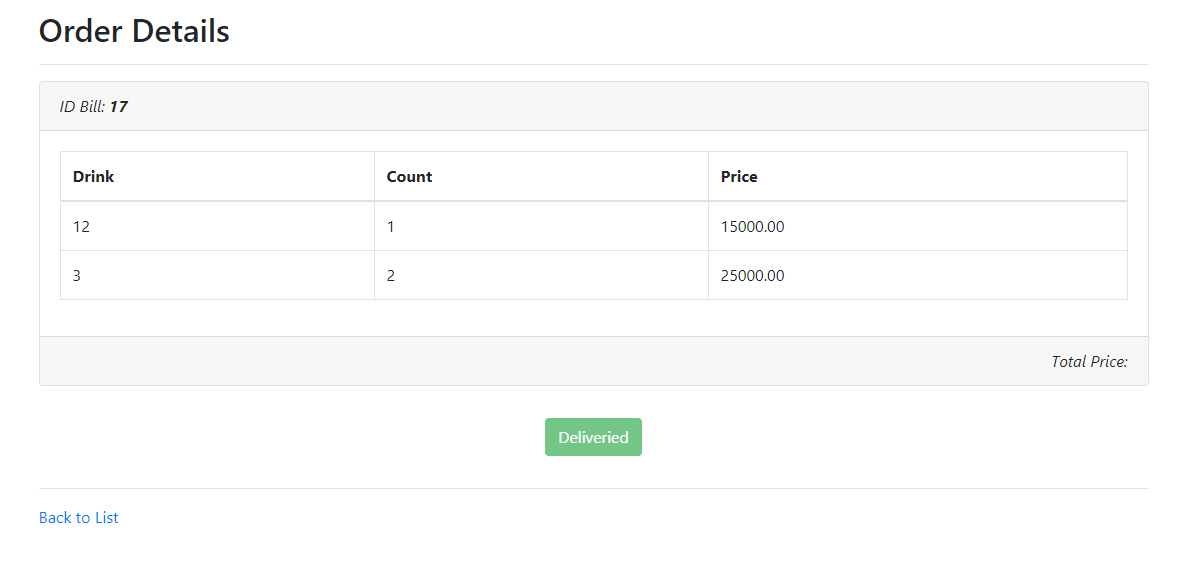 Order Details
ID Bill: 17
Drink Count Price
12 1 15000.00
3 2 25000.00
Total Price:
Deliveried
Back to List